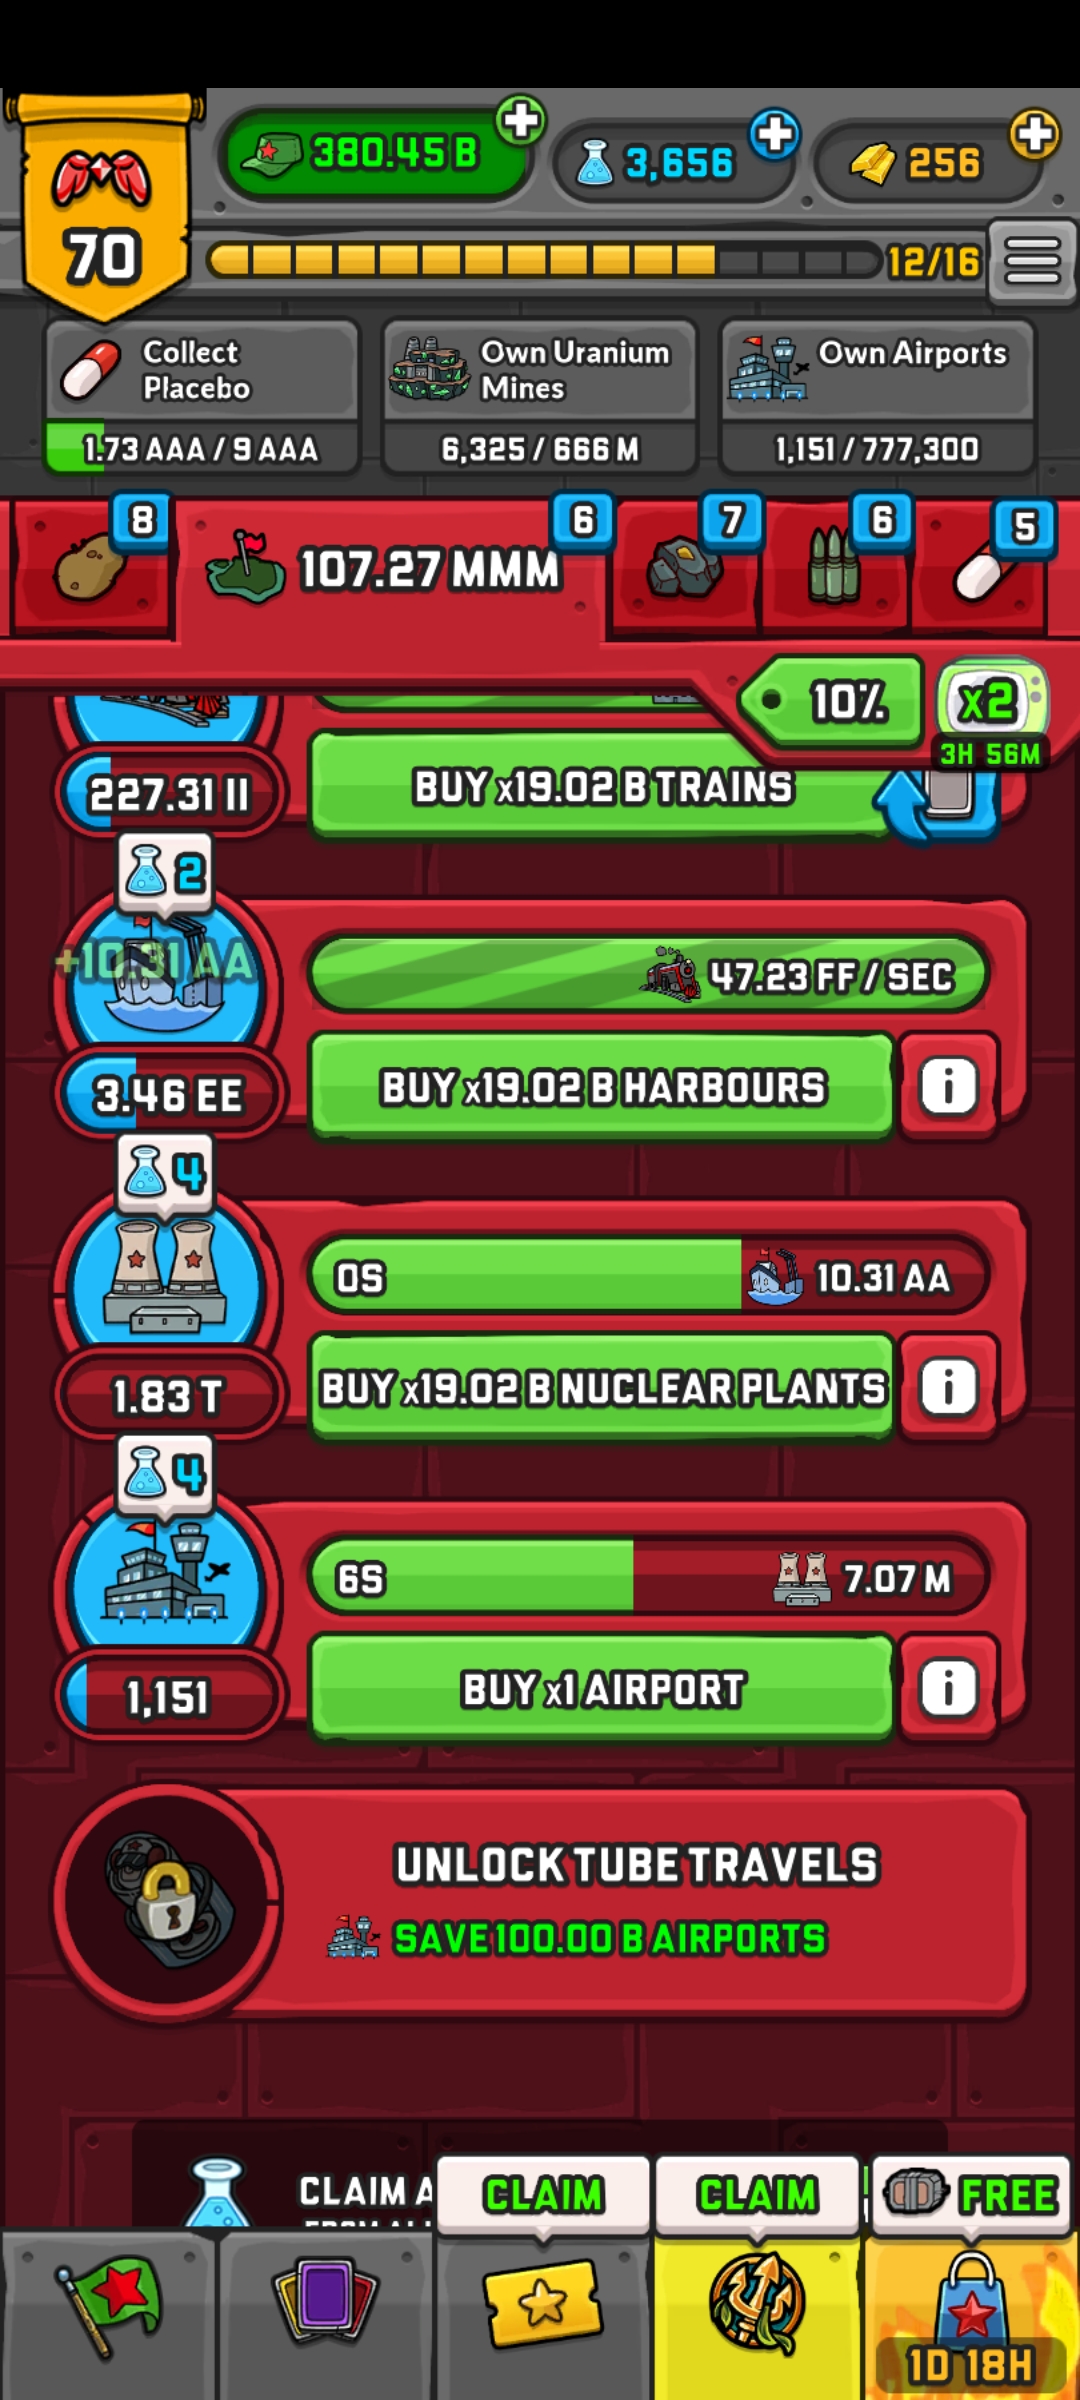 380.45 B
3,656
256
70
12/16
Collect
Placebo
Own Uranium
Mines
Own Airports
1.73 AAA / 9 AAA
6,325 / 666 M
1,151 / 777,300
8
107.27 MMM
6
7
6
5
10%
x2
3H 56M
227.31 II
BUY x19.02 B TRAINS
2
+10.31 AA
47.23 FF / SEC
3.46 EE
BUY x19.02 B HARBOURS
i
4
0S
10.31 AA
1.83 T
BUY x19.02 B NUCLEAR PLANTS
i
4
6S
7.07 M
1,151
BUY x1 AIRPORT
i
UNLOCK TUBE TRAVELS
SAVE 100.00 B AIRPORTS
CLAIM A
CLAIM
CLAIM
FREE
1D 18H